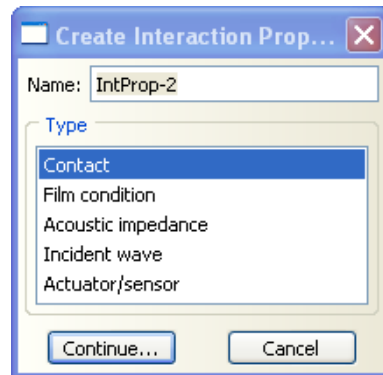 Create Interaction Prop...
Name: IntProp-2
Type
Contact
Film condition
Acoustic impedance
Incident wave
Actuator/sensor
Continue... Cancel